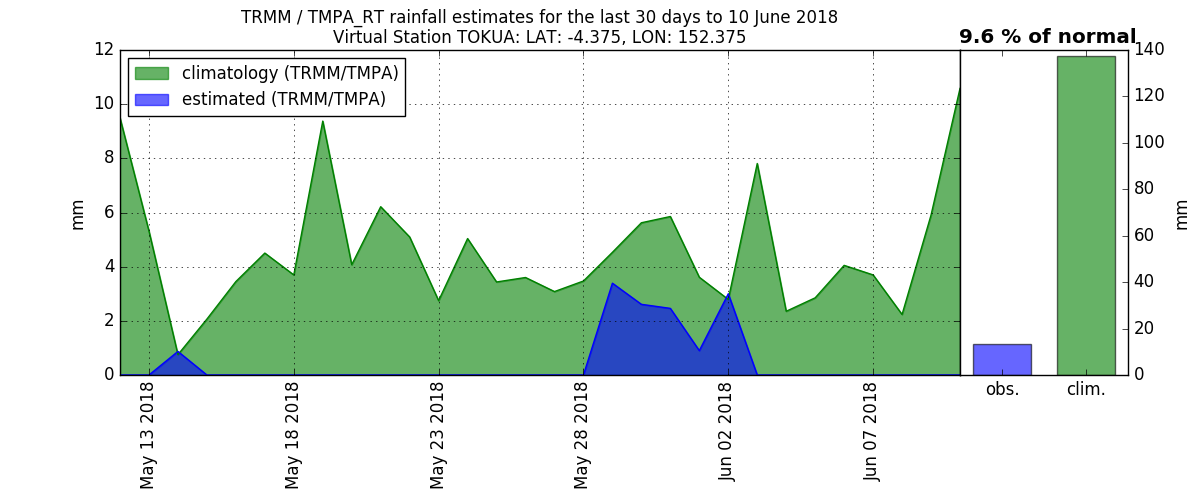 TRMM / TMPA_RT rainfall estimates for the last 30 days to 10 June 2018
Virtual Station TOKUA: LAT: -4.375, LON: 152.375
9.6 % of normal
climatology (TRMM/TMPA)
estimated (TRMM/TMPA)
12
10
8
6
4
2
0
mm
May 13 2018
May 18 2018
May 23 2018
May 28 2018
Jun 02 2018
Jun 07 2018
140
120
100
80
60
40
20
0
mm
obs.
clim.